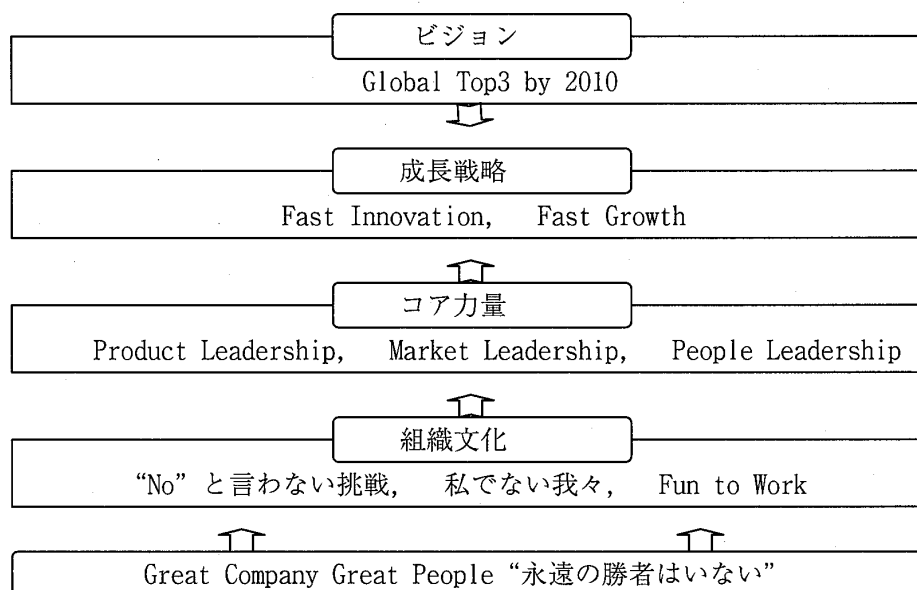 ビジョン
Global Top3 by 2010
成長戦略
Fast Innovation, Fast Growth
コア力量
Product Leadership, Market Leadership, People Leadership
組織文化
“No”と言わない挑戦, 私でない我々, Fun to Work
Great Company Great People “永遠の勝者はいない”